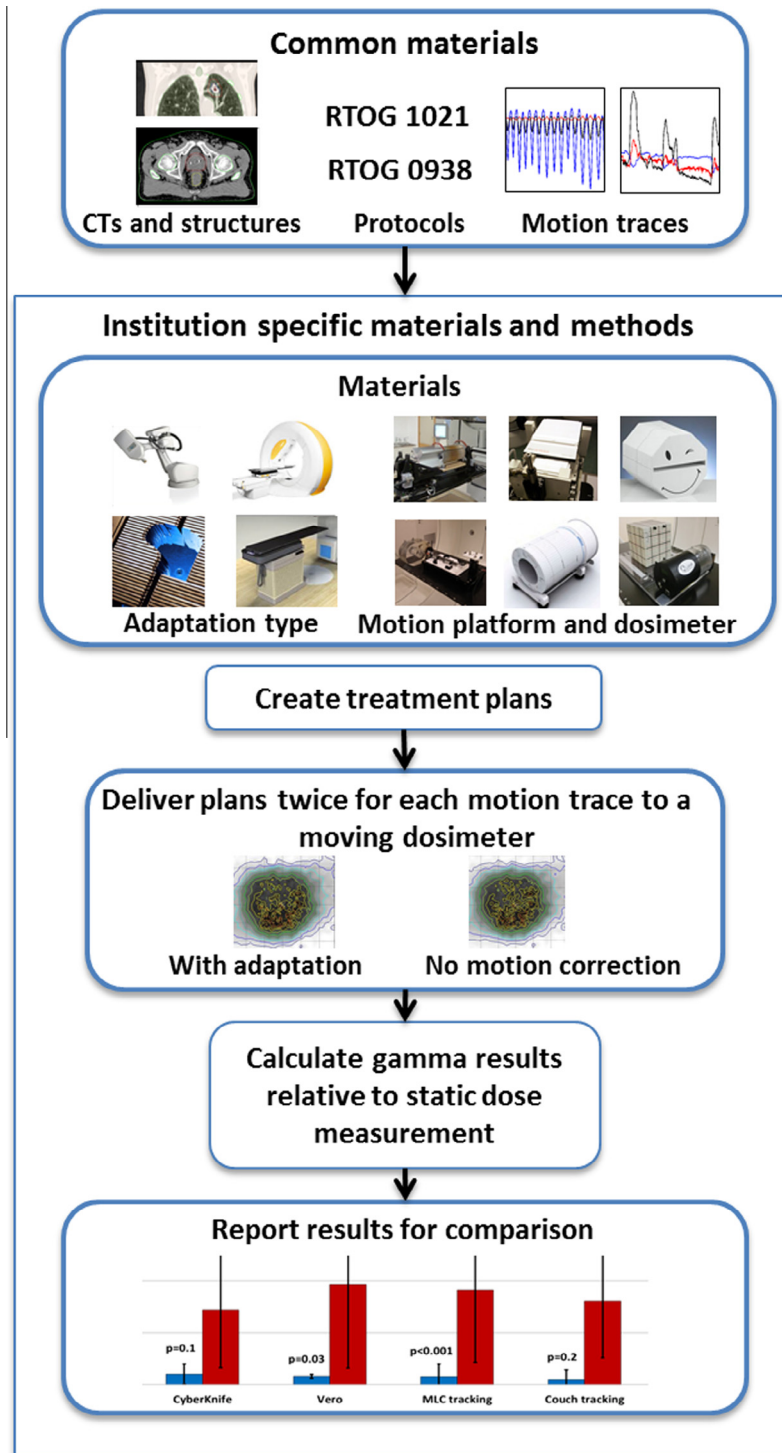 Common materials
RTOG 1021
RTOG 0938
CTs and structures
Protocols
Motion traces
Institution specific materials and methods
Materials
Adaptation type
Motion platform and dosimeter
Create treatment plans
Deliver plans twice for each motion trace to a
moving dosimeter
With adaptation
No motion correction
Calculate gamma results
relative to static dose
measurement
Report results for comparison
p=0.1
p=0.03
p<0.001
p=0.2
CyberKnife
Vero
MLC tracking
Couch tracking